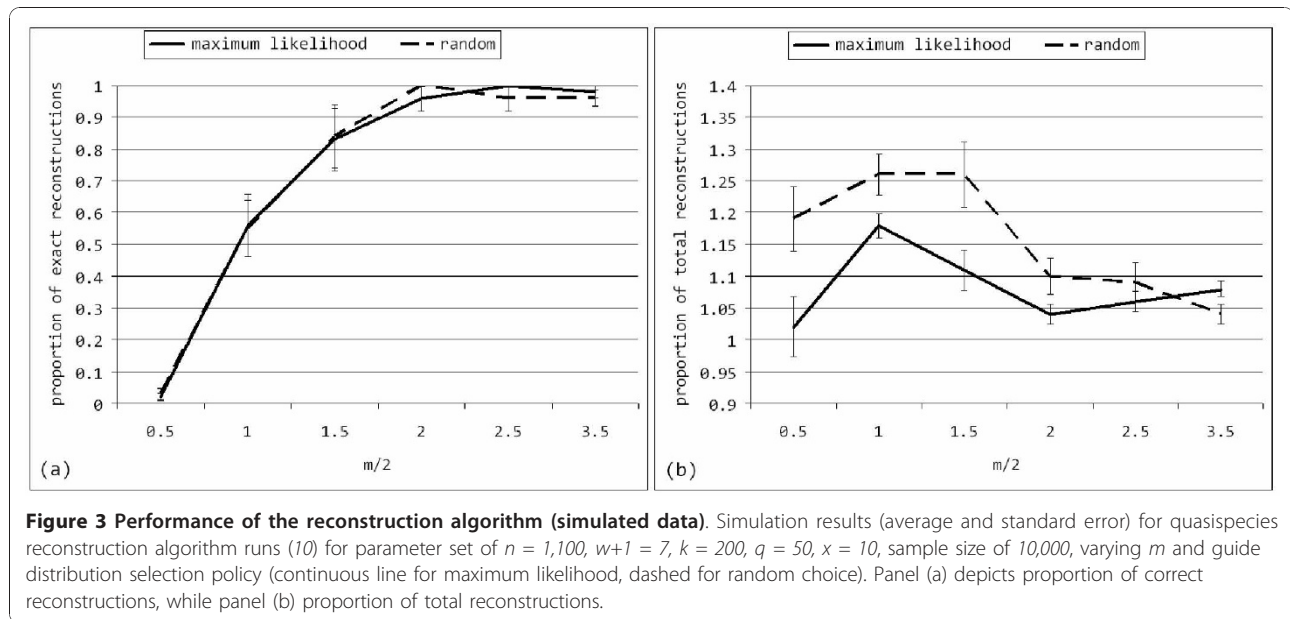 maximum likelihood random
proportion of exact reconstructions
1
0.9
0.8
0.7
0.6
0.5
0.4
0.3
0.2
0.1
0
0.5 1 1.5 2 2.5 3.5
m/2
(a)
maximum likelihood random
proportion of total reconstructions
1.4
1.35
1.3
1.25
1.2
1.15
1.1
1.05
1
0.95
0.9
0.5 1 1.5 2 2.5 3.5
m/2
(b)
Figure 3 Performance of the reconstruction algorithm (simulated data). Simulation results (average and standard error) for quasispecies
reconstruction algorithm runs (10) for parameter set of n = 1,100, w+1 = 7, k = 200, q = 50, x = 10, sample size of 10,000, varying m and guide
distribution selection policy (continuous line for maximum likelihood, dashed for random choice). Panel (a) depicts proportion of correct
reconstructions, while panel (b) proportion of total reconstructions.